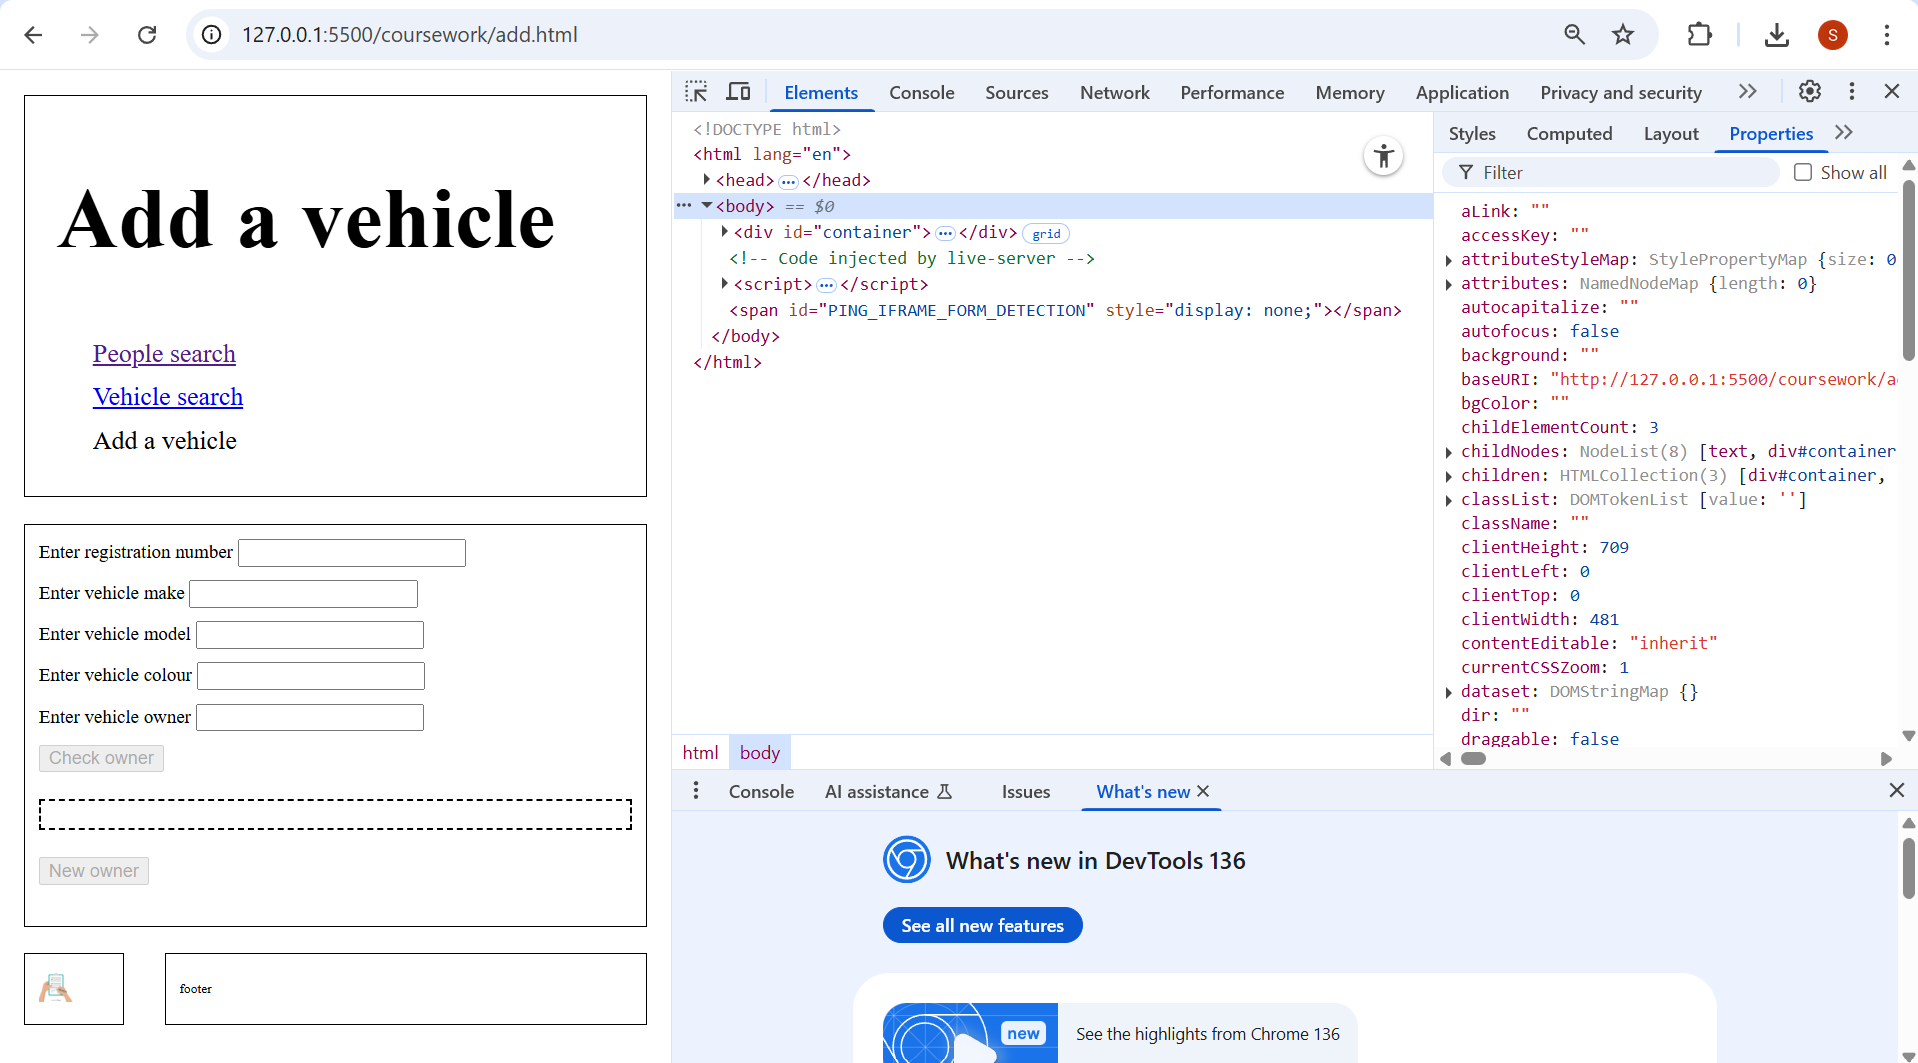 127.0.0.1:5500/coursework/add.html
S
Add a vehicle
People search
Vehicle search
Add a vehicle
Enter registration number
Enter vehicle make
Enter vehicle model
Enter vehicle colour
Enter vehicle owner
Check owner
New owner
footer
Elements Console Sources Network Performance Memory Application Privacy and security
<!DOCTYPE html>
<html lang="en">
<head> ... </head>
... <body> == $0
<div id="container"> ... </div> grid
<!-- Code injected by live-server -->
<script> ... </script>
<span id="PING_IFRAME_FORM_DETECTION" style="display: none;"></span>
</body>
</html>
html body
Styles Computed Layout Properties
Filter Show all
aLink: ""
accessKey: ""
attributeStyleMap: StylePropertyMap {size: 0
attributes: NamedNodeMap {length: 0}
autocapitalize: ""
autofocus: false
background: ""
baseURI: "http://127.0.0.1:5500/coursework/a
bgColor: ""
childElementCount: 3
childNodes: NodeList(8) [text, div#container
children: HTMLCollection(3) [div#container,
classList: DOMTokenList [value: '']
className: ""
clientHeight: 709
clientLeft: 0
clientTop: 0
clientWidth: 481
contentEditable: "inherit"
currentCSSZoom: 1
dataset: DOMStringMap {}
dir: ""
draggable: false
Console AI assistance Issues What's new
What's new in DevTools 136
See all new features
new
See the highlights from Chrome 136